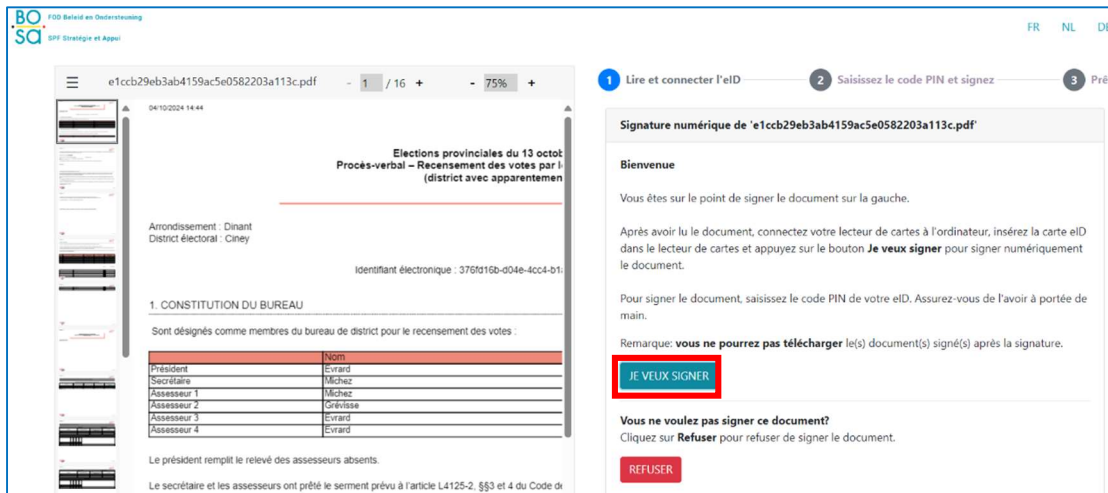 BOSA
FOD Beleid en Ondersteuning
SPF Stratégie et Appui
FR NL DE
e1ccb29eb3ab4159ac5e0582203a113c.pdf - 1 / 16 + - 75% +
04/10/2024 14:44
Elections provinciales du 13 octob
Procès-verbal – Recensement des votes par l
(district avec apparentemen
Arrondissement : Dinant
District électoral : Ciney
Identifiant électronique : 376fd16b-d04e-4cc4-b1
1. CONSTITUTION DU BUREAU
Sont désignés comme membres du bureau de district pour le recensement des votes :
Nom
Président Evrard
Secrétaire Michez
Assesseur 1 Michez
Assesseur 2 Grévisse
Assesseur 3 Evrard
Assesseur 4 Evrard
Le président remplit le relevé des assesseurs absents.
Le secrétaire et les assesseurs ont prêté le serment prévu à l'article L4125-2, §§3 et 4 du Code de
1 Lire et connecter l'eID 2 Saisissez le code PIN et signez 3 Prê
Signature numérique de 'e1ccb29eb3ab4159ac5e0582203a113c.pdf'
Bienvenue
Vous êtes sur le point de signer le document sur la gauche.
Après avoir lu le document, connectez votre lecteur de cartes à l'ordinateur, insérez la carte eID
dans le lecteur de cartes et appuyez sur le bouton Je veux signer pour signer numériquement
le document.
Pour signer le document, saisissez le code PIN de votre eID. Assurez-vous de l'avoir à portée de
main.
Remarque: vous ne pourrez pas télécharger le(s) document(s) signé(s) après la signature.
JE VEUX SIGNER
Vous ne voulez pas signer ce document?
Cliquez sur Refuser pour refuser de signer le document.
REFUSER